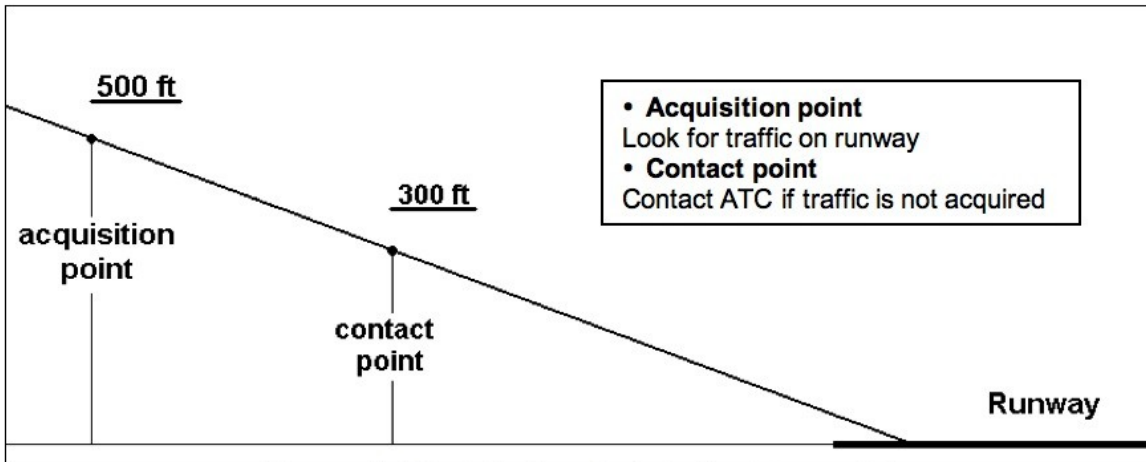 500 ft
• Acquisition point
Look for traffic on runway
• Contact point
Contact ATC if traffic is not acquired
300 ft
acquisition
point
contact
point
Runway